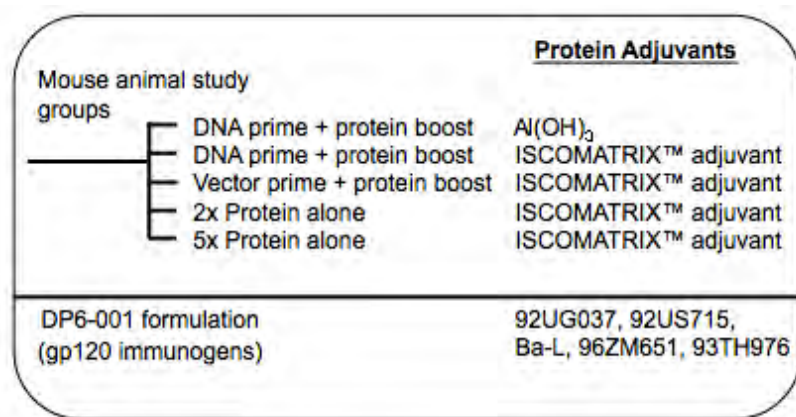 Protein Adjuvants
Mouse animal study
groups
DNA prime + protein boost Al(OH)3
DNA prime + protein boost ISCOMATRIX™ adjuvant
Vector prime + protein boost ISCOMATRIX™ adjuvant
2x Protein alone ISCOMATRIX™ adjuvant
5x Protein alone ISCOMATRIX™ adjuvant
DP6-001 formulation 92UG037, 92US715,
(gp120 immunogens) Ba-L, 96ZM651, 93TH976